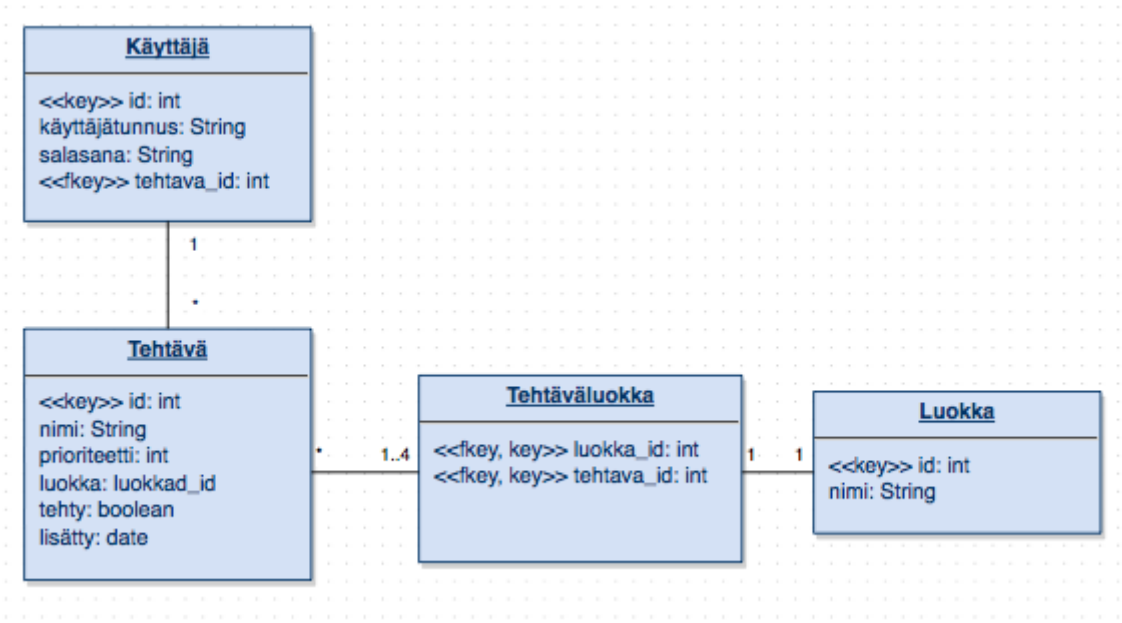 Käyttäjä
<<key>> id: int
käyttäjätunnus: String
salasana: String
<<fkey>> tehtava_id: int
1
*
Tehtävä
<<key>> id: int
nimi: String
prioriteetti: int
luokka: luokkad_id
tehty: boolean
lisätty: date
* 1..4
Tehtäväluokka
<<fkey, key>> luokka_id: int
<<fkey, key>> tehtava_id: int
1 1
Luokka
<<key>> id: int
nimi: String